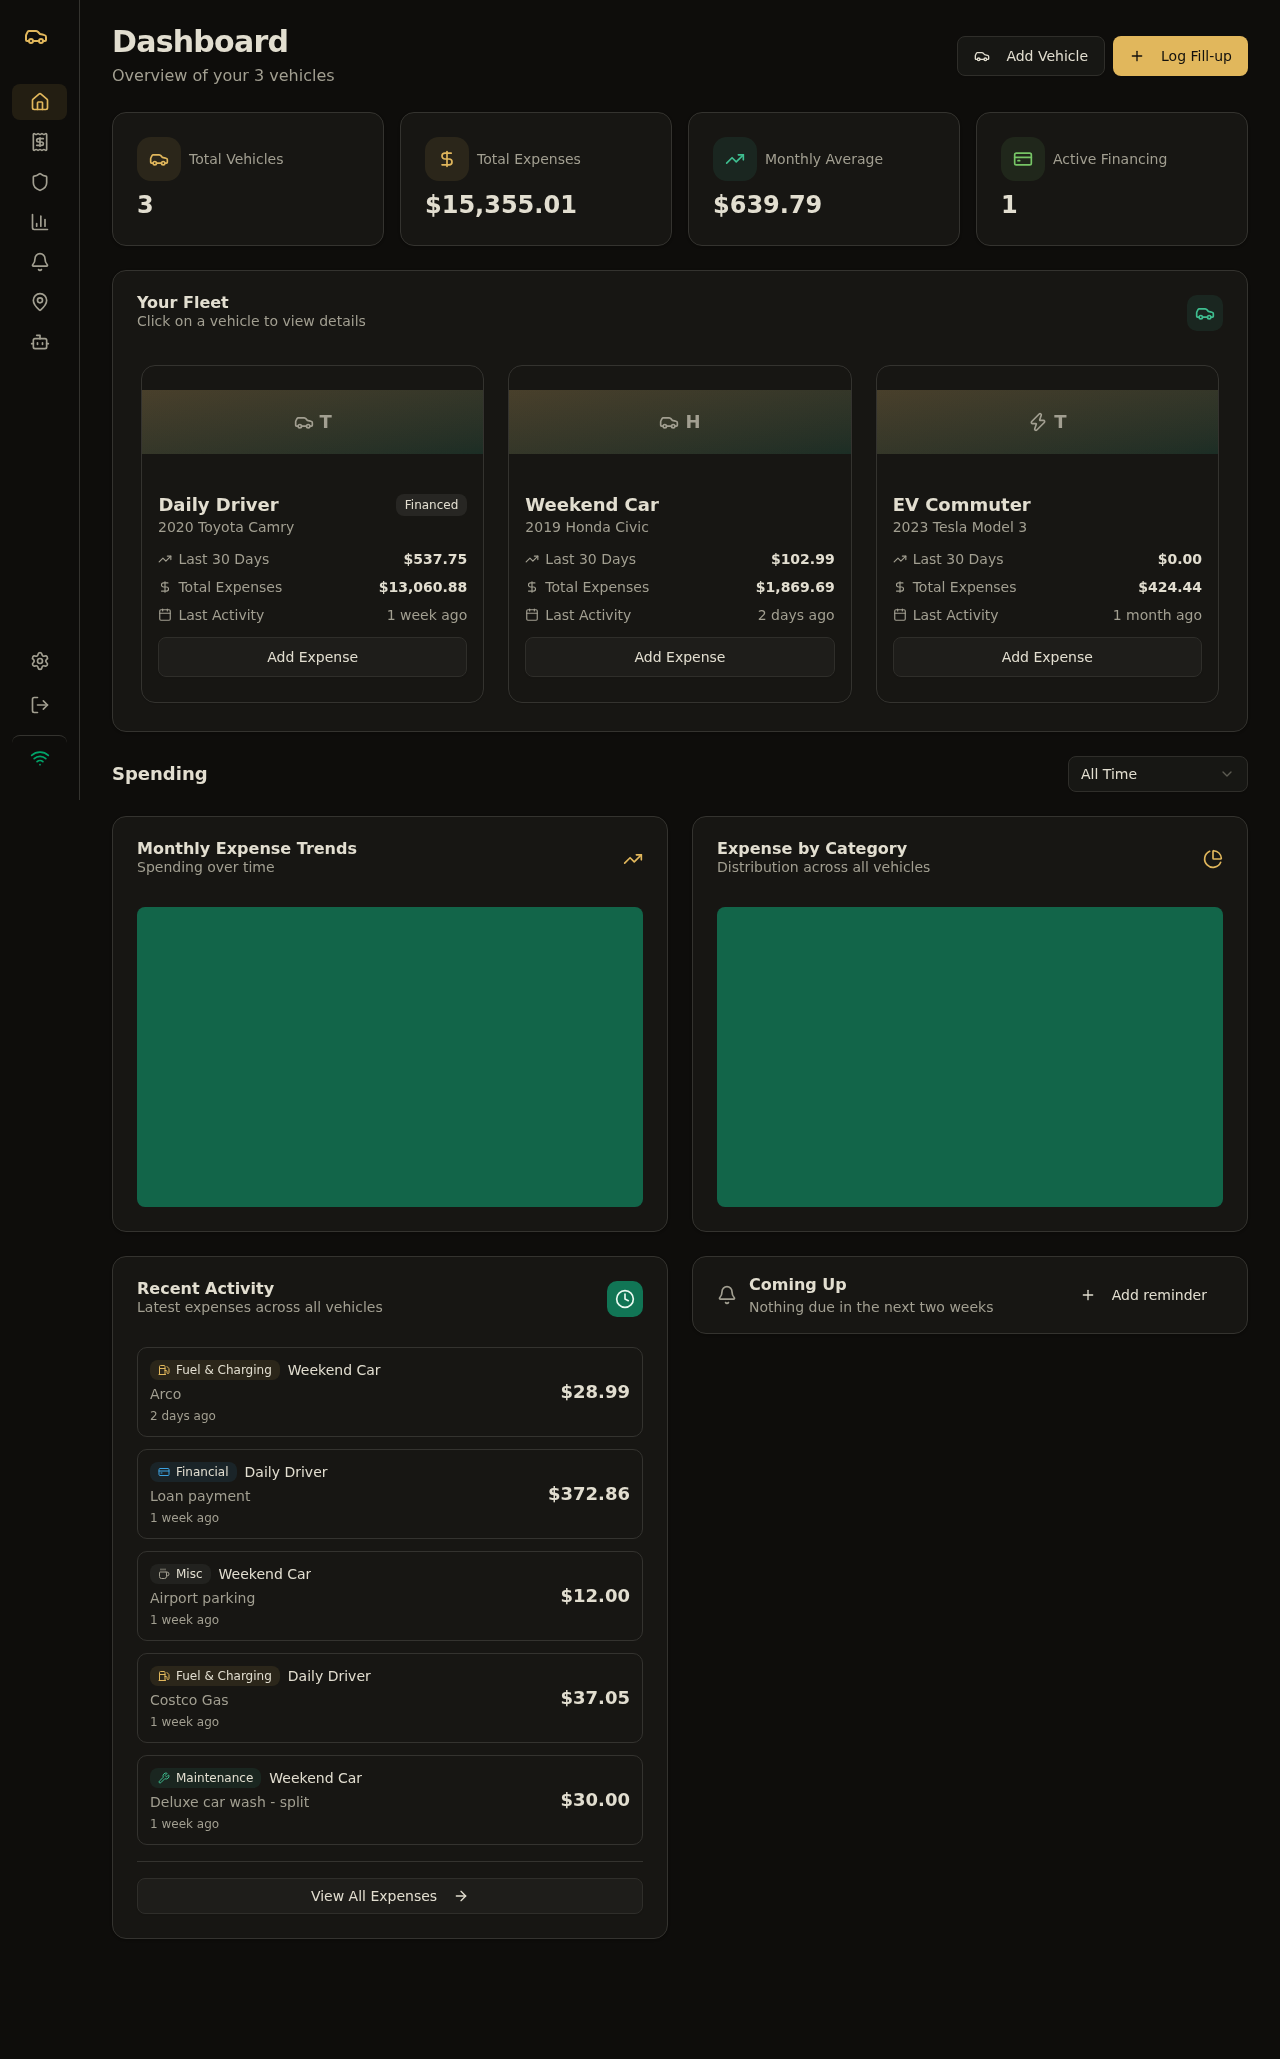 Dashboard
Overview of your 3 vehicles
Add Vehicle
Log Fill-up
Total Vehicles
3
Total Expenses
$15,355.01
Monthly Average
$639.79
Active Financing
1
Your Fleet
Click on a vehicle to view details
T
Daily Driver
Financed
2020 Toyota Camry
Last 30 Days $537.75
Total Expenses $13,060.88
Last Activity 1 week ago
Add Expense
H
Weekend Car
2019 Honda Civic
Last 30 Days $102.99
Total Expenses $1,869.69
Last Activity 2 days ago
Add Expense
T
EV Commuter
2023 Tesla Model 3
Last 30 Days $0.00
Total Expenses $424.44
Last Activity 1 month ago
Add Expense
Spending
All Time
Monthly Expense Trends
Spending over time
Expense by Category
Distribution across all vehicles
Recent Activity
Latest expenses across all vehicles
Fuel & Charging Weekend Car
Arco
2 days ago
$28.99
Financial Daily Driver
Loan payment
1 week ago
$372.86
Misc Weekend Car
Airport parking
1 week ago
$12.00
Fuel & Charging Daily Driver
Costco Gas
1 week ago
$37.05
Maintenance Weekend Car
Deluxe car wash - split
1 week ago
$30.00
View All Expenses
Coming Up
Nothing due in the next two weeks
Add reminder